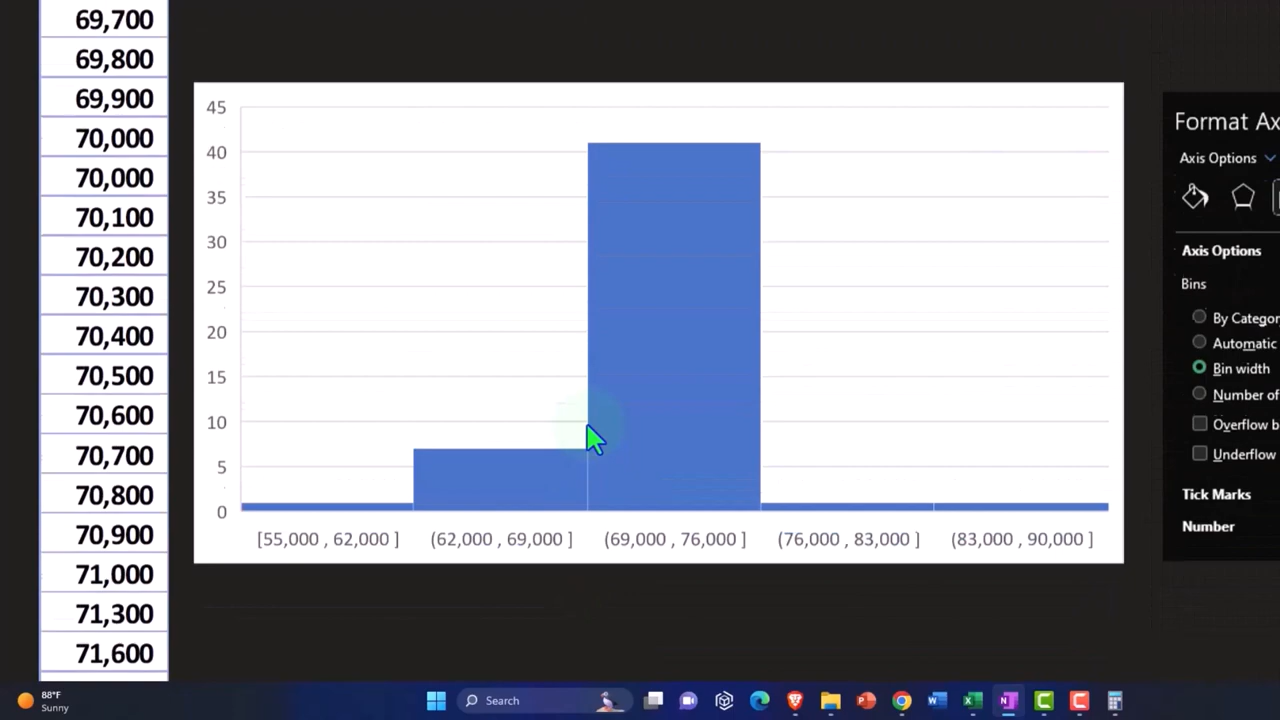 69,700
69,800
69,900
70,000
70,000
70,100
70,200
70,300
70,400
70,500
70,600
70,700
70,800
70,900
71,000
71,300
71,600
45
40
35
30
25
20
15
10
5
0
[55,000 , 62,000 ] (62,000 , 69,000 ] (69,000 , 76,000 ] (76,000 , 83,000 ] (83,000 , 90,000 ]
Format Ax
Axis Options
Axis Options
Bins
By Categor
Automatic
Bin width
Number of
Overflow b
Underflow
Tick Marks
Number
88°F
Sunny
Search